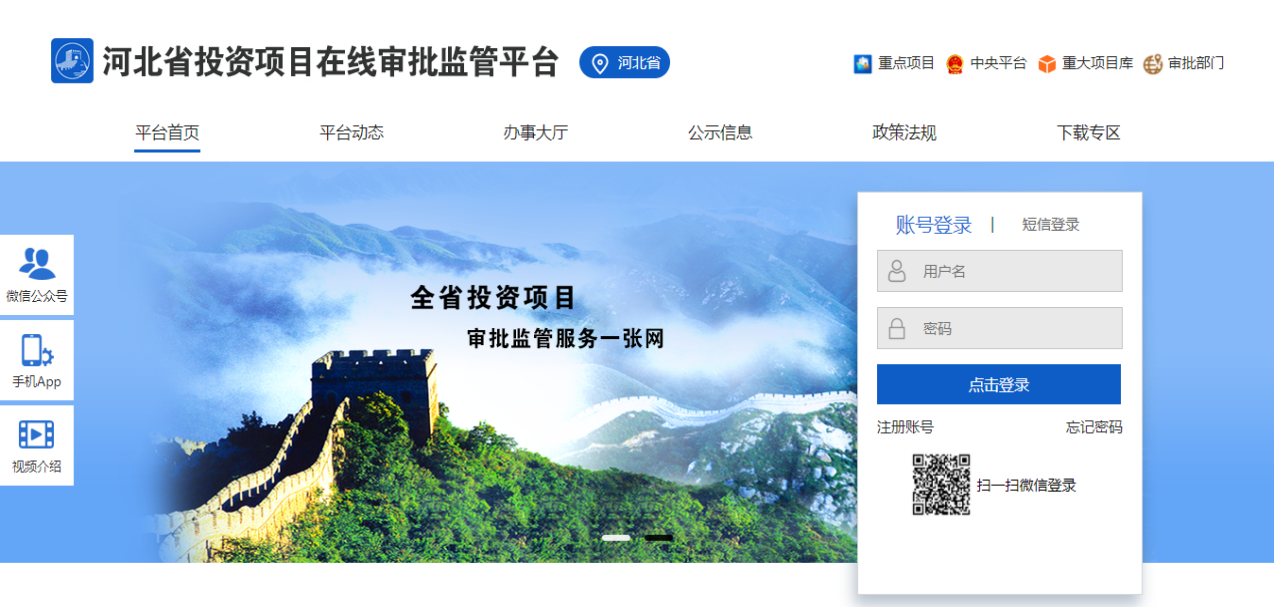 河北省投资项目在线审批监管平台
河北省
重点项目 中央平台 重大项目库 审批部门
平台首页 平台动态 办事大厅 公示信息 政策法规 下载专区
微信公众号
手机App
视频介绍
全省投资项目
审批监管服务一张网
账号登录 | 短信登录
用户名
密码
点击登录
注册账号 忘记密码
扫一扫微信登录